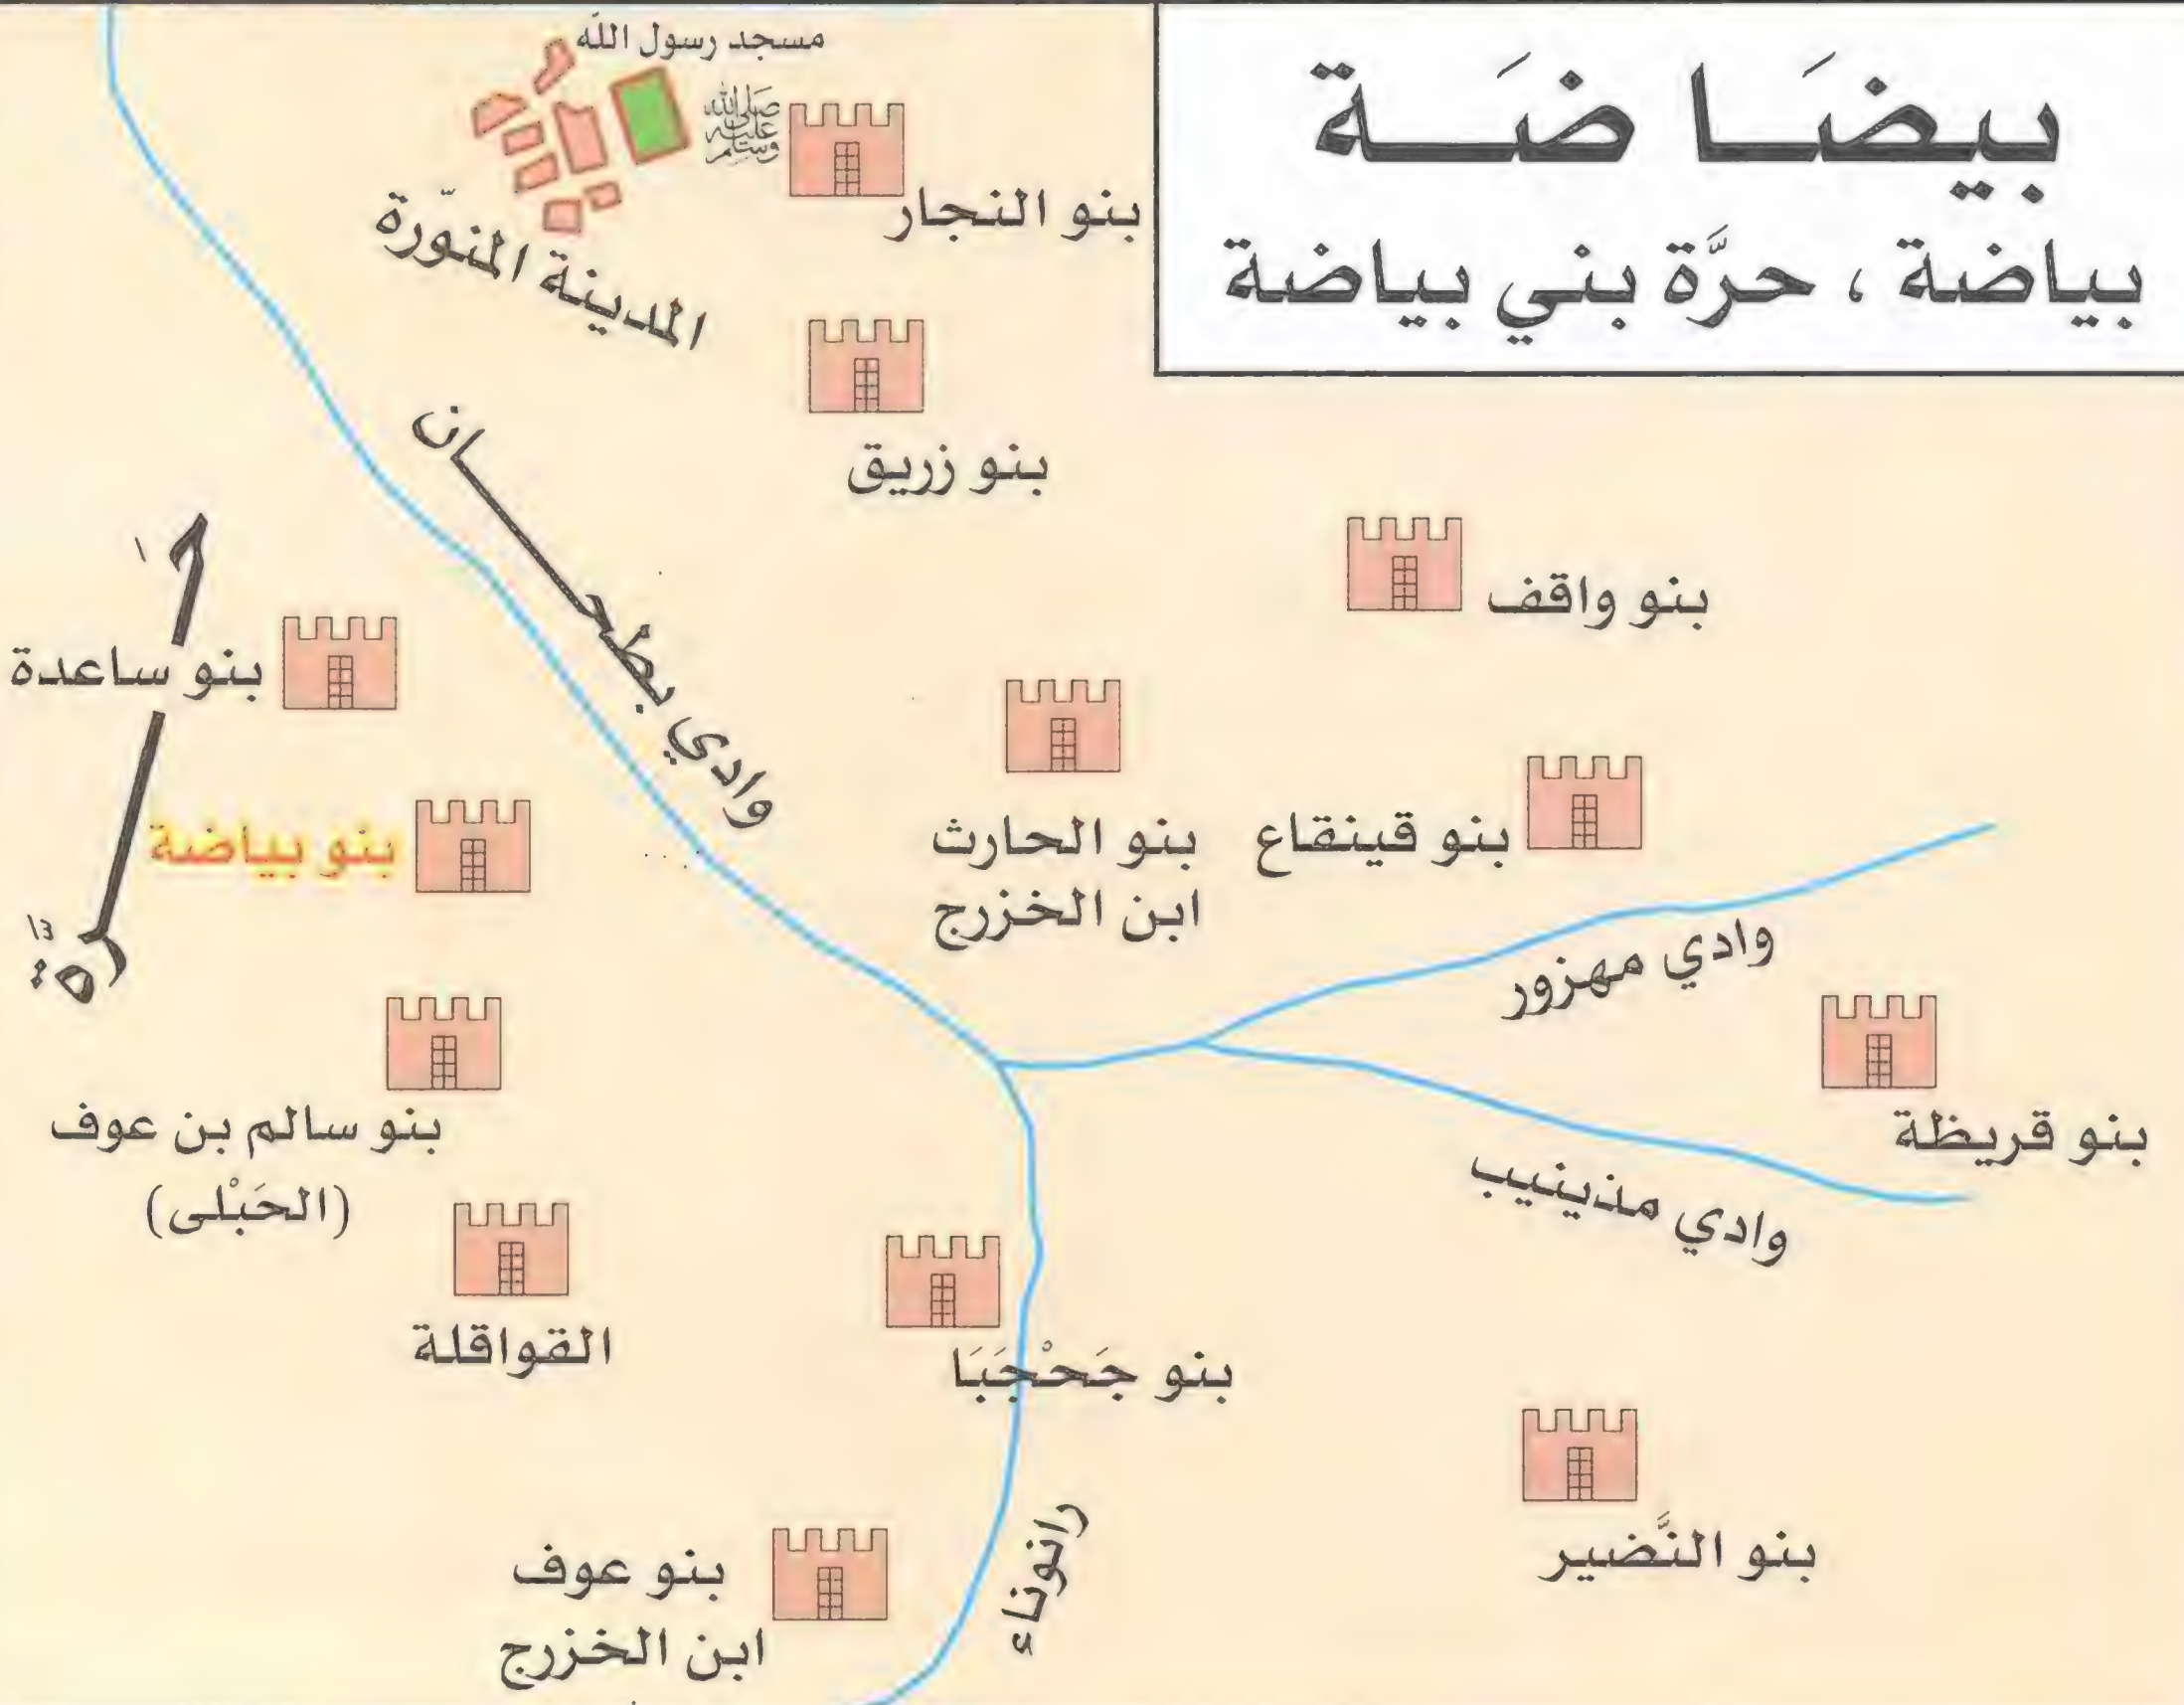 بيضَا ضَة
بياضة ، حرَّة بني بياضة
مسجد رسول الله
صلى الله عليه وسلم
بنو النجار
المدينة المنوّرة
بنو زريق
وادي بطحان
بنو واقف
حَرّة
بنو ساعدة
بنو بياضة
بنو الحارث
ابن الخزرج
بنو قينقاع
وادي مهزور
بنو قريظة
وادي مذينيب
بنو سالم بن عوف
(الحَبْلى)
القواقلة
بنو جَحْجَبَا
بنو النَّضير
رانوناء
بنو عوف
ابن الخزرج